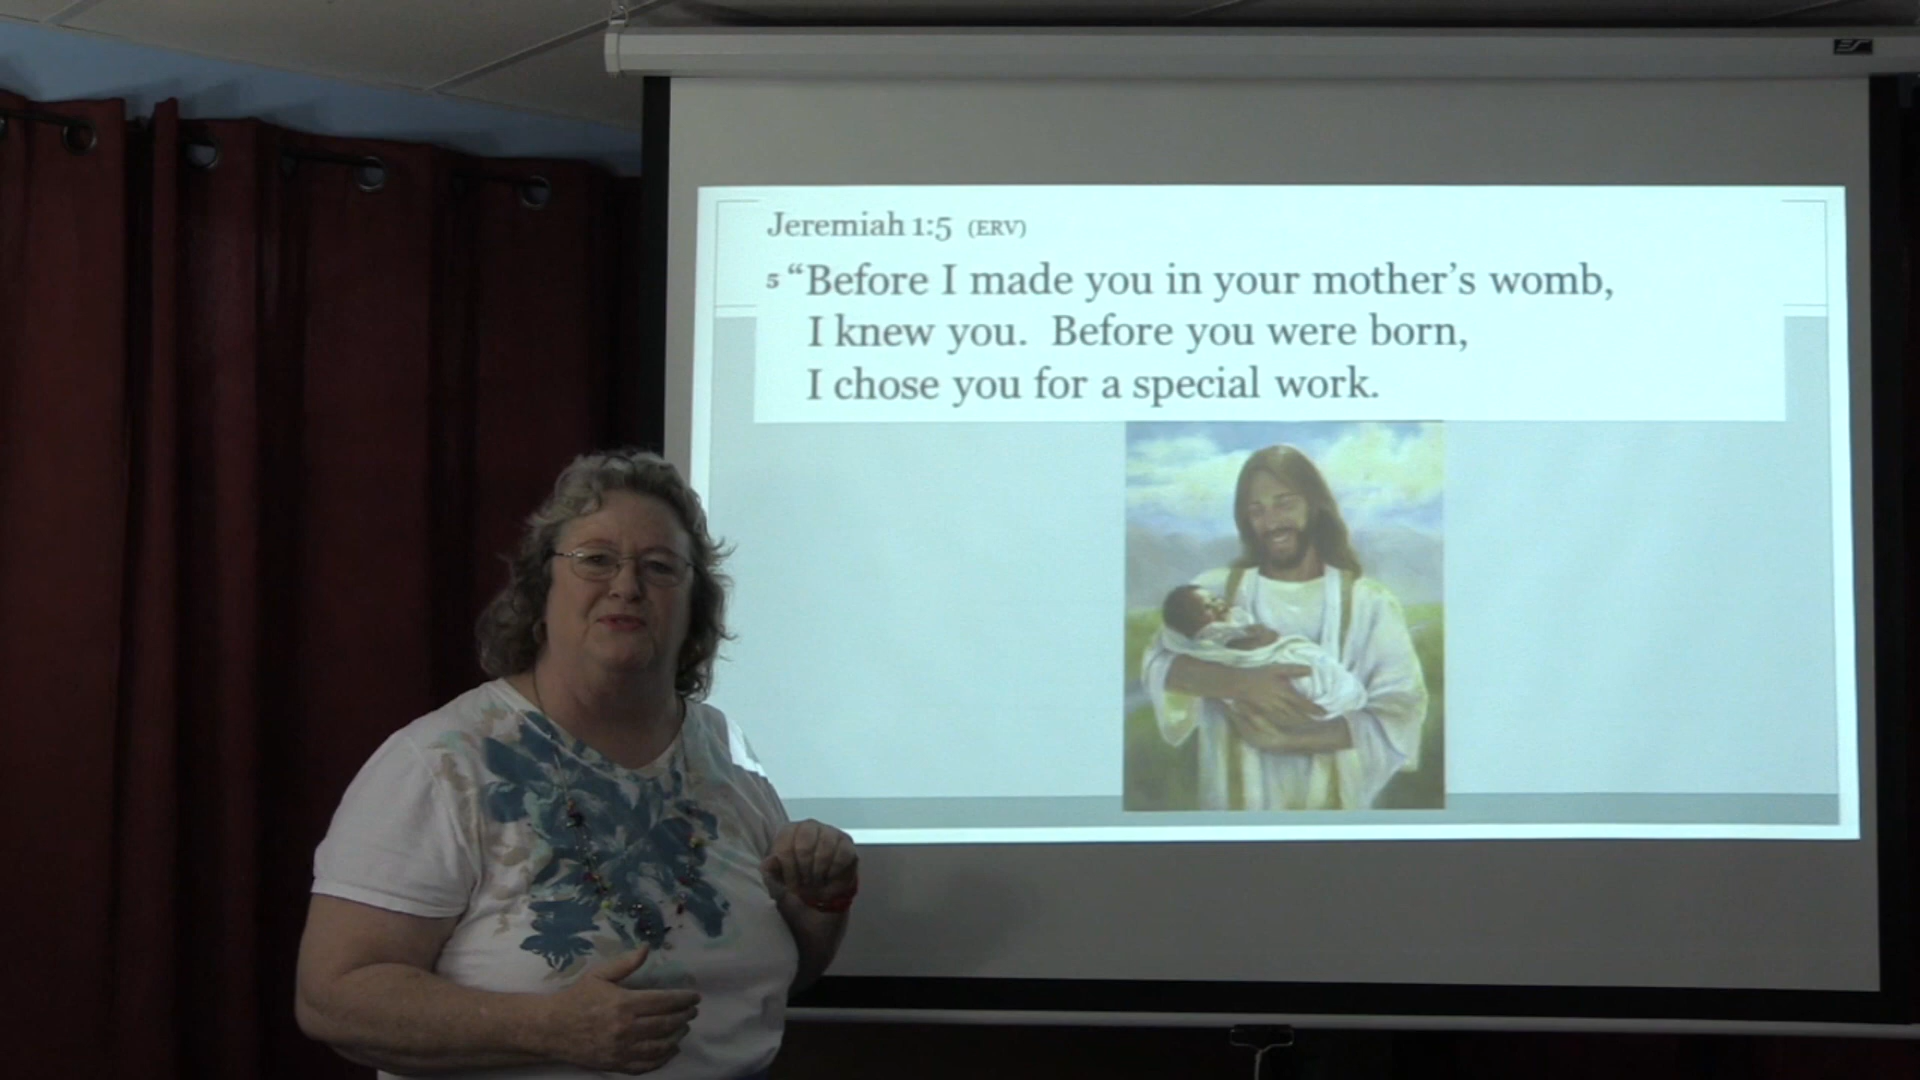 Jeremiah 1:5 (ERV)
5 “Before I made you in your mother’s womb,
I knew you. Before you were born,
I chose you for a special work.